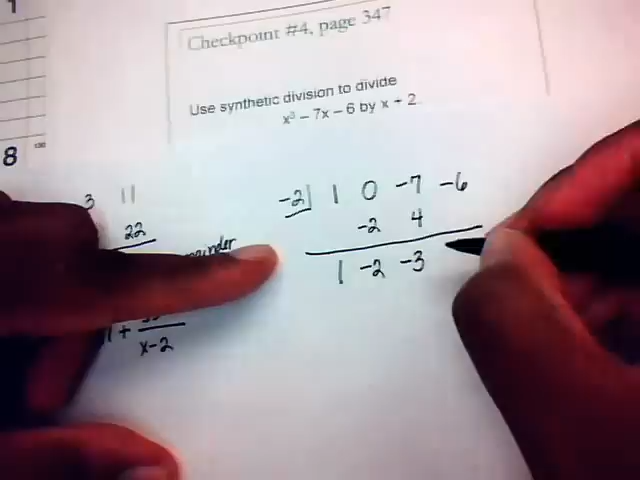 1
Checkpoint #4, page 347
Use synthetic division to divide
x³ – 7x – 6 by x + 2.
8
3 11
22
-2| 1 0 -7 -6
-2 4
1 -2 -3
+
x-2